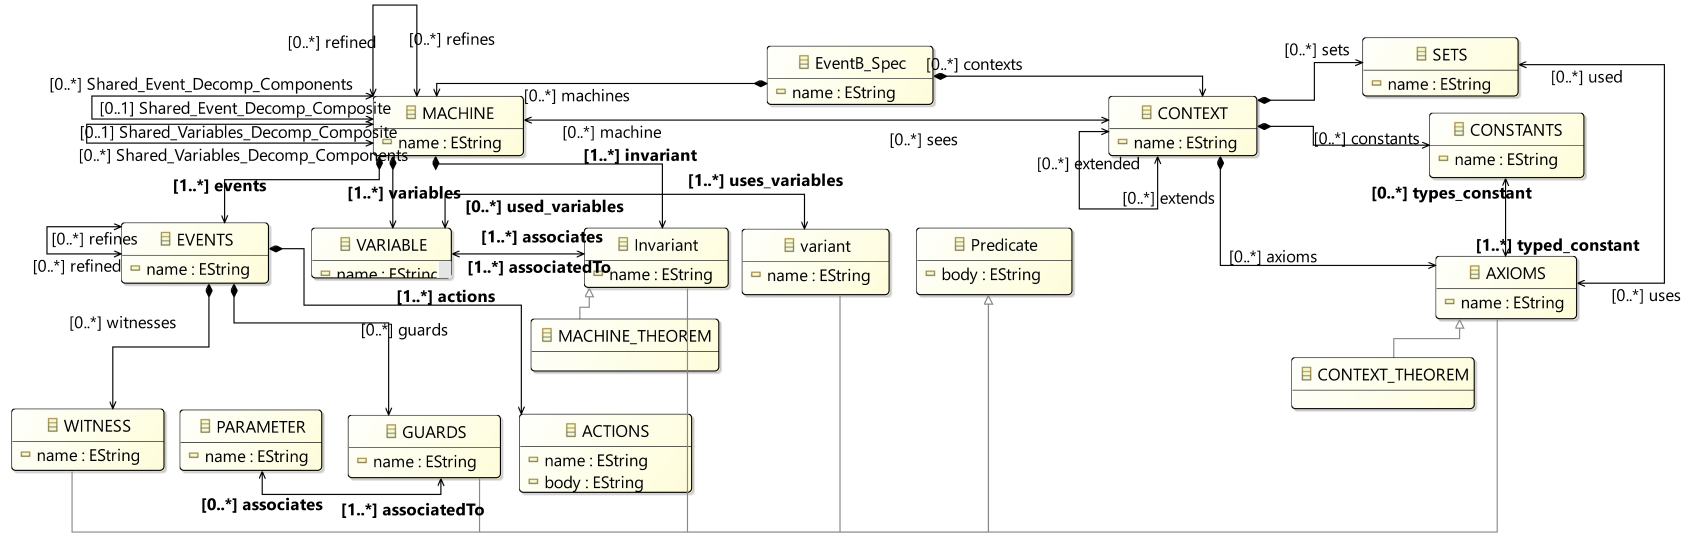 [0..*] refined
[0..*] refines
[0..*] Shared_Event_Decomp_Components
[0..1] Shared_Event_Decomp_Composite
[0..1] Shared_Variables_Decomp_Composite
[0..*] Shared_Variables_Decomp_Components
MACHINE
name : EString
EventB_Spec
name : EString
[0..*] machines
[0..*] contexts
[0..*] machine
[0..*] sees
CONTEXT
name : EString
[0..*] sets
SETS
name : EString
[0..*] used
[0..*] constants
CONSTANTS
name : EString
[0..*] extended
[0..*] extends
[0..*] types_constant
[1..*] typed_constant
[0..*] axioms
AXIOMS
name : EString
[0..*] uses
CONTEXT_THEOREM
[1..*] events
[1..*] variables
[1..*] invariant
[1..*] uses_variables
[0..*] used_variables
[0..*] refines
[0..*] refined
EVENTS
name : EString
VARIABLE
name : EString
[1..*] associates
[1..*] associatedTo
Invariant
name : EString
variant
name : EString
Predicate
body : EString
MACHINE_THEOREM
[1..*] actions
[0..*] witnesses
[0..*] guards
WITNESS
name : EString
PARAMETER
name : EString
GUARDS
name : EString
ACTIONS
name : EString
body : EString
[0..*] associates
[1..*] associatedTo